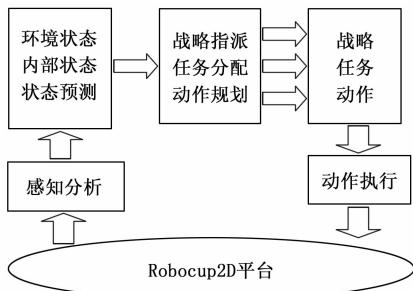 环境状态
内部状态
状态预测
战略指派
任务分配
动作规划
战略
任务
动作
感知分析
动作执行
Robocup2D平台